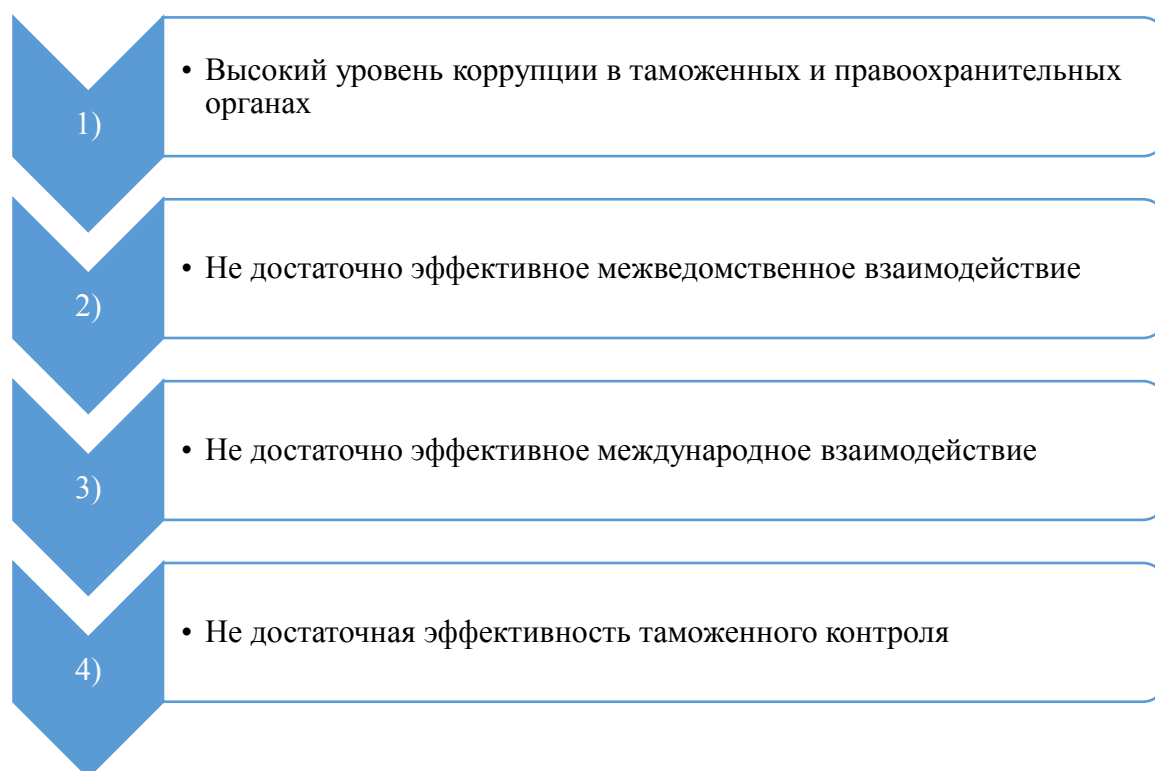 1)
• Высокий уровень коррупции в таможенных и правоохранительных
органах
2)
• Не достаточно эффективное межведомственное взаимодействие
3)
• Не достаточно эффективное международное взаимодействие
4)
• Не достаточная эффективность таможенного контроля